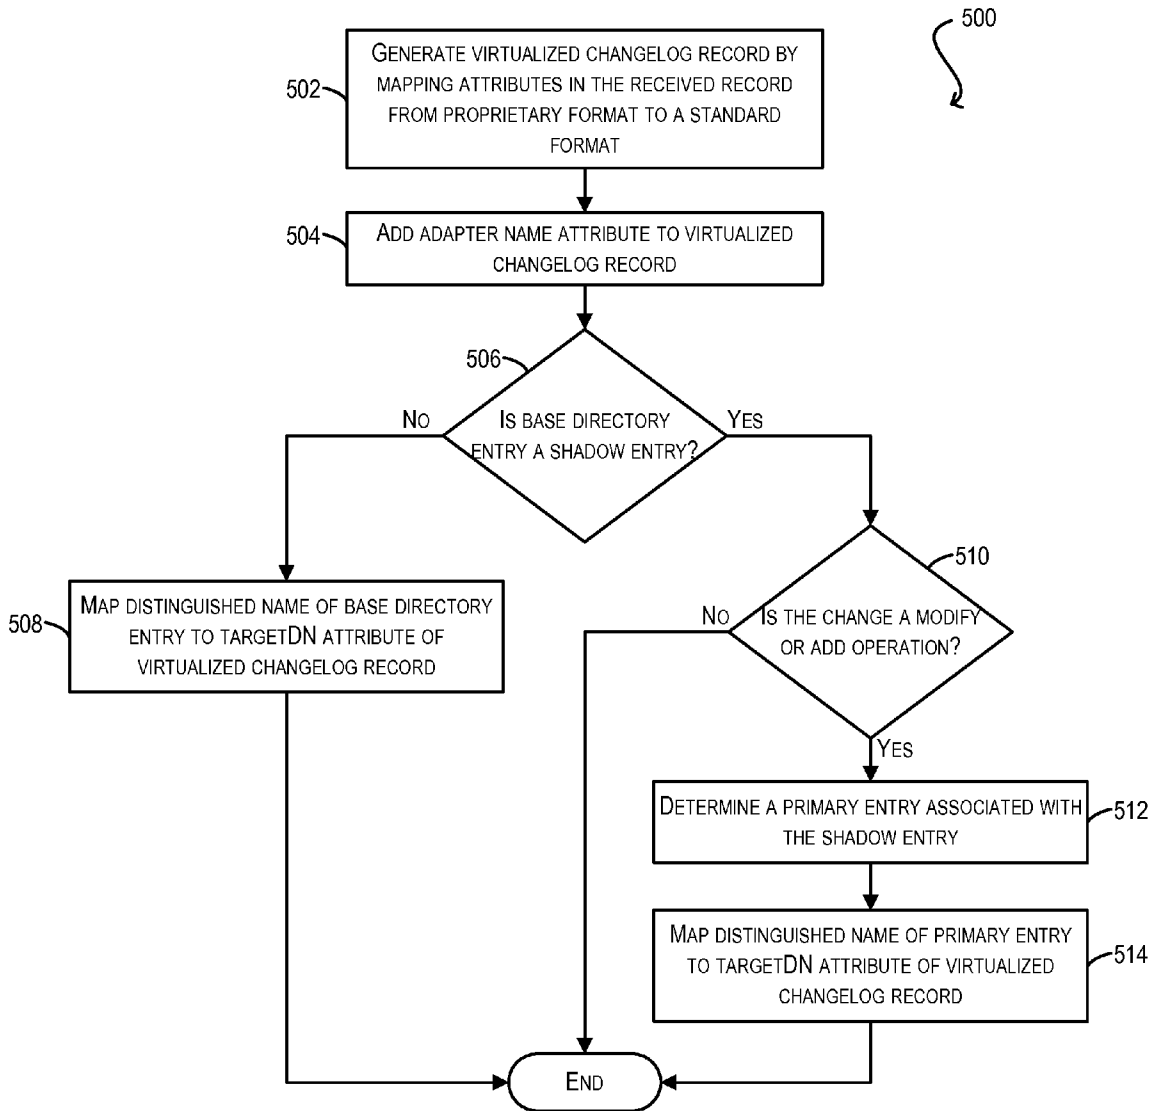 500
GENERATE VIRTUALIZED CHANGELOG RECORD BY
MAPPING ATTRIBUTES IN THE RECEIVED RECORD
FROM PROPRIETARY FORMAT TO A STANDARD
FORMAT
502
ADD ADAPTER NAME ATTRIBUTE TO VIRTUALIZED
CHANGELOG RECORD
504
506
IS BASE DIRECTORY
ENTRY A SHADOW ENTRY?
NO
YES
508
MAP DISTINGUISHED NAME OF BASE DIRECTORY
ENTRY TO TARGETDN ATTRIBUTE OF
VIRTUALIZED CHANGELOG RECORD
510
IS THE CHANGE A MODIFY
OR ADD OPERATION?
NO
YES
DETERMINE A PRIMARY ENTRY ASSOCIATED WITH
THE SHADOW ENTRY
512
MAP DISTINGUISHED NAME OF PRIMARY ENTRY
TO TARGETDN ATTRIBUTE OF VIRTUALIZED
CHANGELOG RECORD
514
END